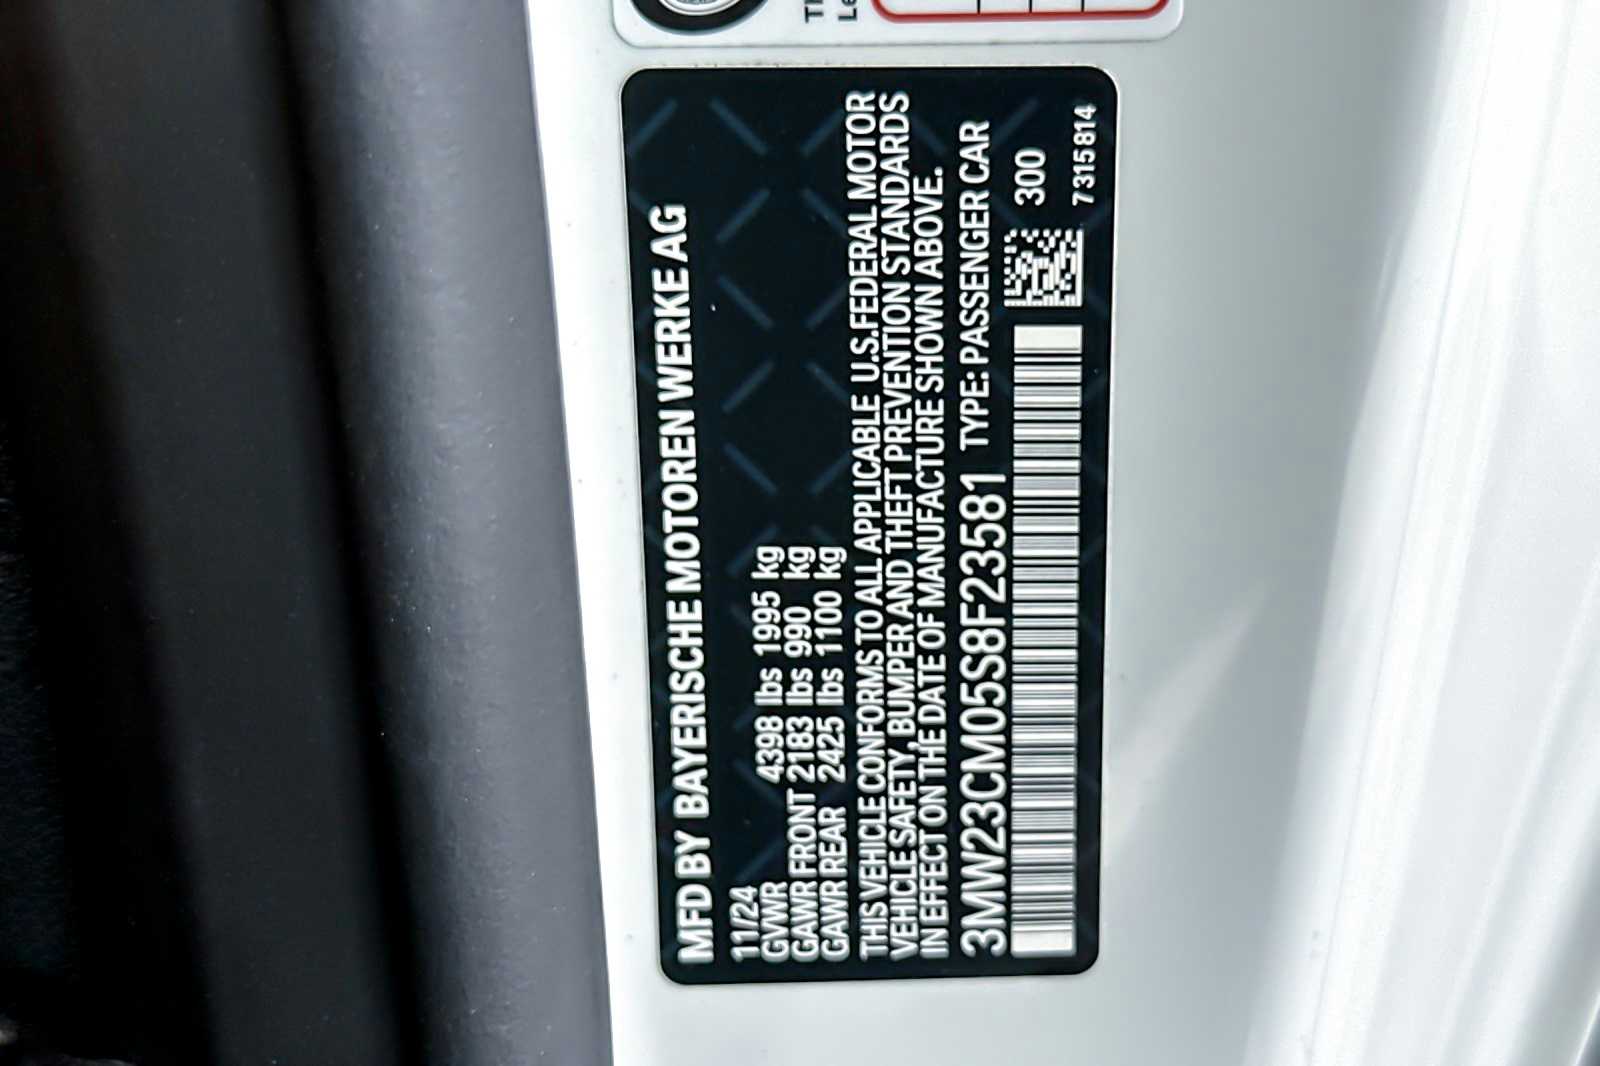 MFD BY BAYERISCHE MOTOREN WERKE AG
11/24
GVWR 4398 lbs 1995 kg
GAWR FRONT 2183 lbs 990 kg
GAWR REAR 2425 lbs 1100 kg
THIS VEHICLE CONFORMS TO ALL APPLICABLE U.S.FEDERAL MOTOR
VEHICLE SAFETY, BUMPER AND THEFT PREVENTION STANDARDS
IN EFFECT ON THE DATE OF MANUFACTURE SHOWN ABOVE.
3MW23CM05S8F23581 TYPE: PASSENGER CAR
300
7315814